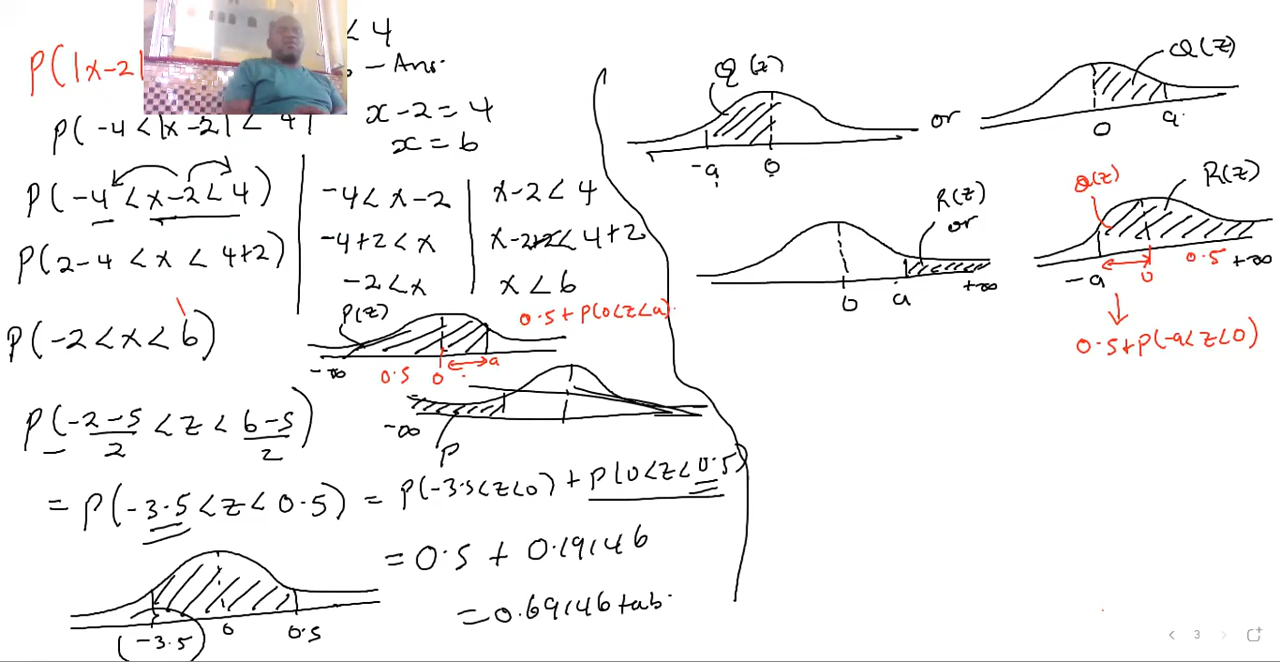 P(|x-2| < 4
- Ans.
P(-4 < |x-2| < 4)
x-2 = 4
x = 6
P(-4 < x-2 < 4)
P(2-4 < x < 4+2)
P(-2 < x < 6)
-4 < x-2
-4+2 < x
-2 < x
x-2 < 4
x-2+2 < 4+2
x < 6
P(z)
-∞ 0.5 0 a
0.5 + P(0<z<a)
-∞
P
P(-2-5/2 < z < 6-5/2)
= P(-3.5 < z < 0.5) = P(-3.5<z<0) + P(0<z<0.5)
= 0.5 + 0.19146
= 0.69146 tab.
(-3.5) 0 0.5
Q(z)
-a 0
or
Q(z)
0 a
R(z)
or
0 a +∞
Q(z) R(z)
-a 0 0.5 +∞
0.5+P(-a<z<0)
3